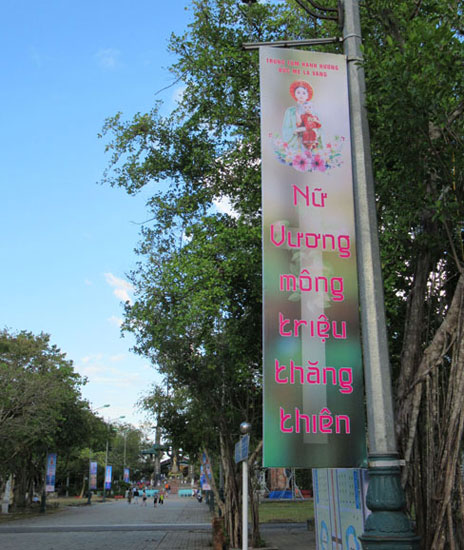 TRUNG TÂM HÀNH HƯƠNG
ĐỨC MẸ LA VANG
Nữ
Vương
mông
triệu
thăng
thiên